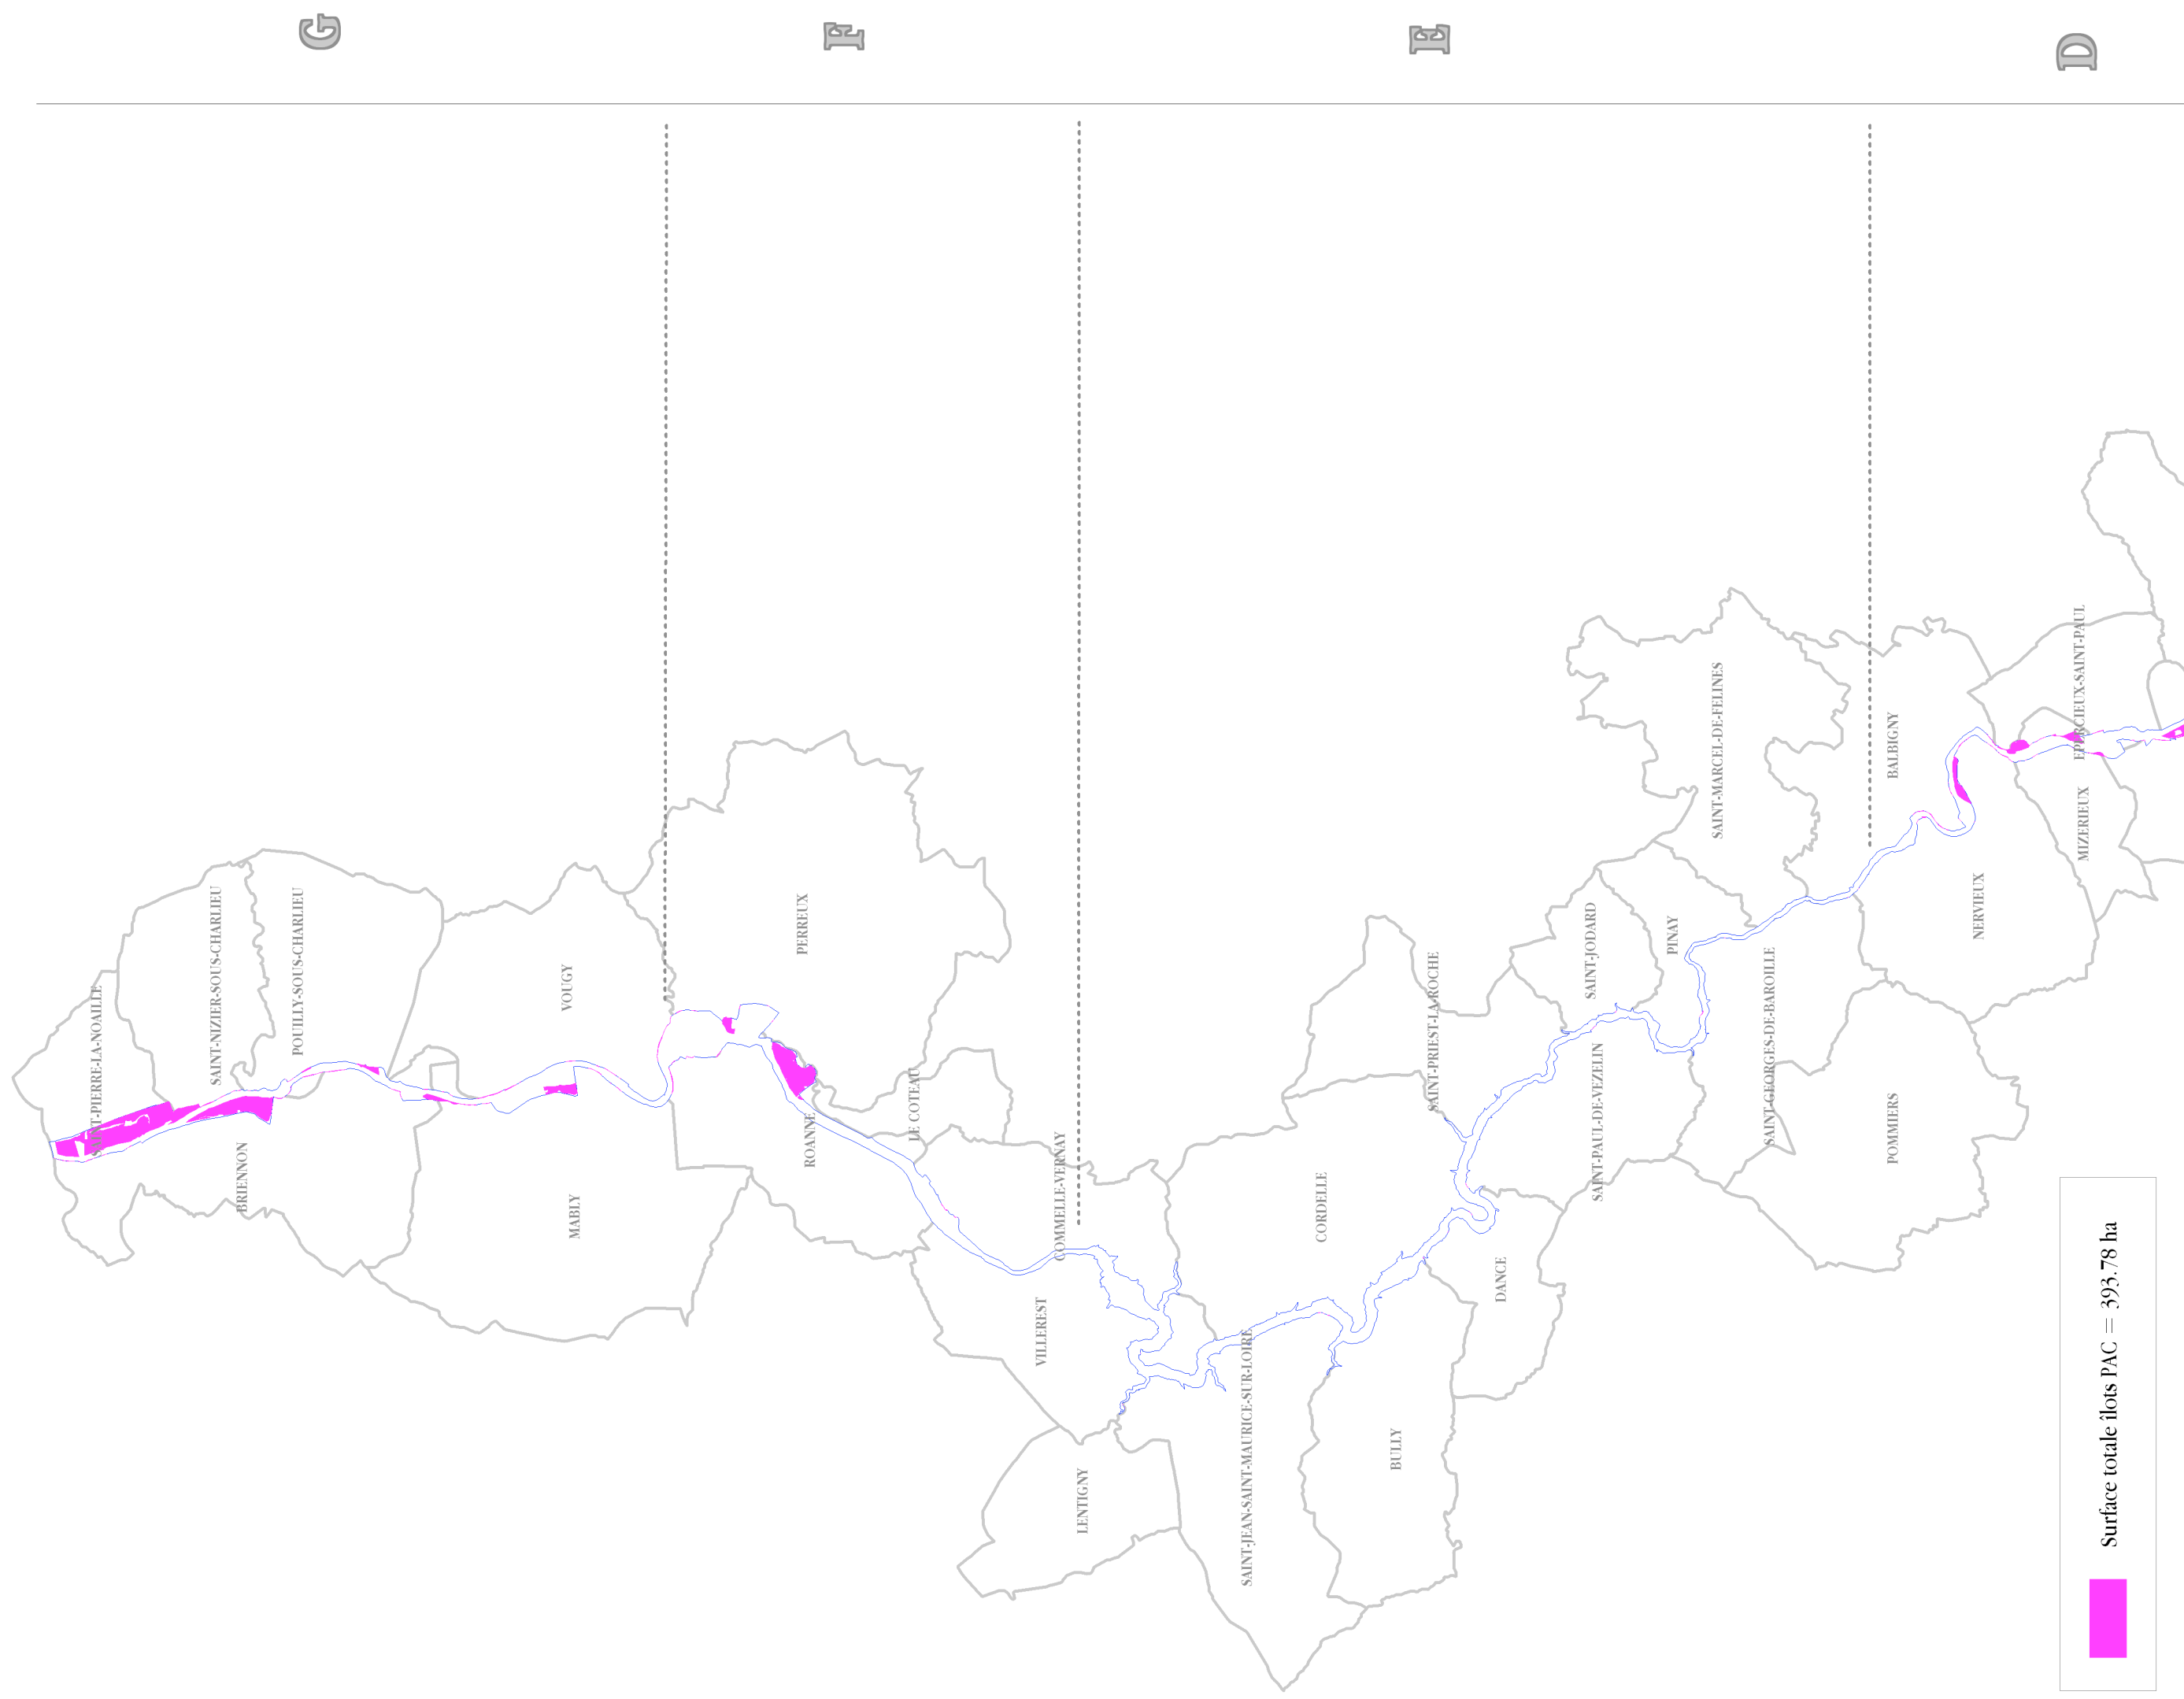 G
F
E
D
SAINT-PIERRE-LA-NOAILLE
SAINT-NIZIER-SOUS-CHARLIEU
POUILLY-SOUS-CHARLIEU
BRIENNON
VOUGY
MABLY
PERREUX
ROANNE
LE COTEAU
COMMELLE-VERNAY
VILLEREST
LENTIGNY
CORDELLE
SAINT-JEAN-SAINT-MAURICE-SUR-LOIRE
BULLY
SAINT-PRIEST-LA-ROCHE
DANCE
SAINT-JODARD
SAINT-PAUL-DE-VEZELIN
PINAY
SAINT-MARCEL-DE-FELINES
SAINT-GEORGES-DE-BAROILLE
BALBIGNY
POMMIERS
NERVIEUX
EPERCIEUX-SAINT-PAUL
MIZERIEUX
Surface totale îlots PAC = 393.78 ha